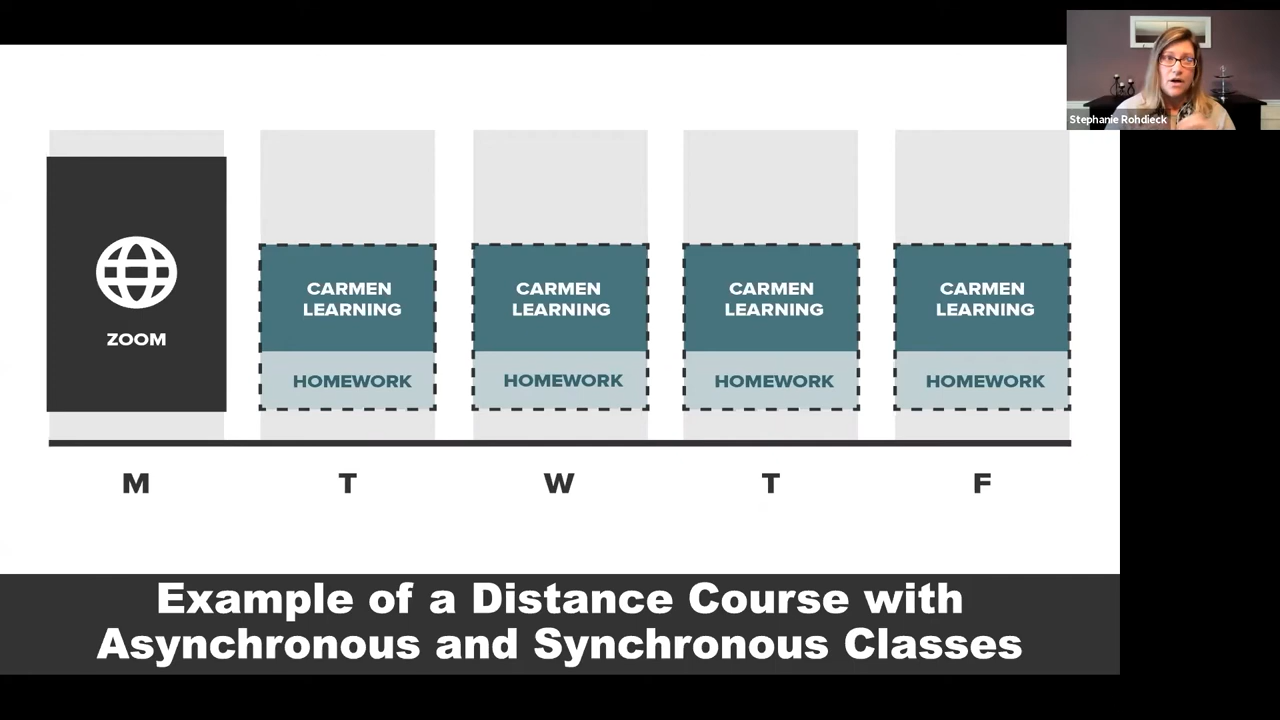 Stephanie Rohdieck
ZOOM
CARMEN
LEARNING
HOMEWORK
CARMEN
LEARNING
HOMEWORK
CARMEN
LEARNING
HOMEWORK
CARMEN
LEARNING
HOMEWORK
M
T
W
T
F
Example of a Distance Course with
Asynchronous and Synchronous Classes